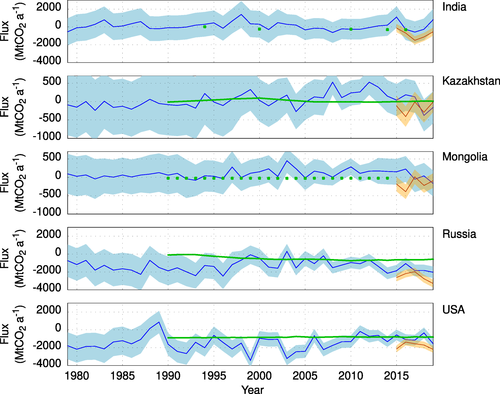 India
2000
0
−2000
−4000
Flux
(MtCO2 a⁻¹)
Kazakhstan
500
0
−500
−1000
Flux
(MtCO2 a⁻¹)
Mongolia
500
0
−500
−1000
Flux
(MtCO2 a⁻¹)
Russia
2000
0
−2000
−4000
Flux
(MtCO2 a⁻¹)
USA
2000
0
−2000
−4000
Flux
(MtCO2 a⁻¹)
1980 1985 1990 1995 2000 2005 2010 2015
Year